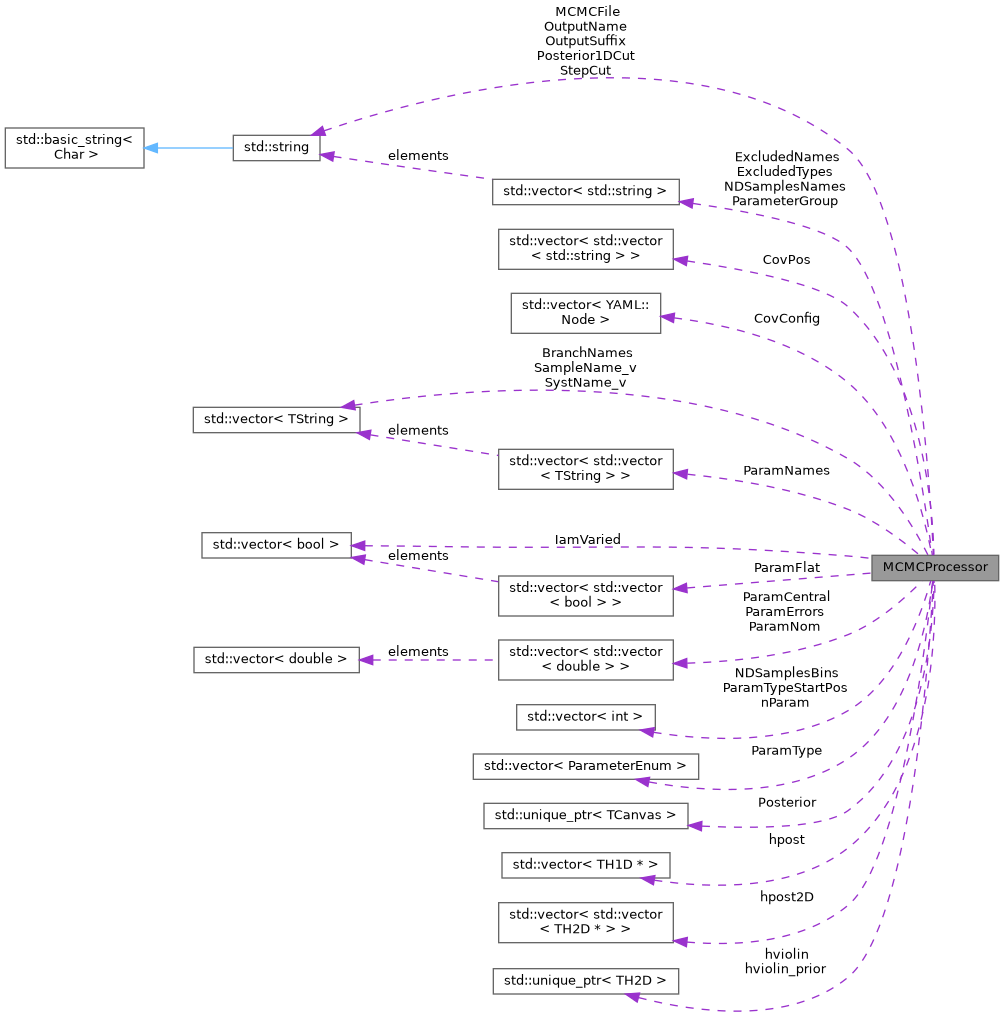 MCMCFile
OutputName
OutputSuffix
Posterior1DCut
StepCut
std::basic_string<
Char >
std::string
elements
std::vector< std::string >
ExcludedNames
ExcludedTypes
NDSamplesNames
ParameterGroup
std::vector< std::vector
< std::string > >
CovPos
std::vector< YAML::
Node >
CovConfig
BranchNames
SampleName_v
SystName_v
std::vector< TString >
elements
std::vector< std::vector
< TString > >
ParamNames
std::vector< bool >
IamVaried
elements
std::vector< std::vector
< bool > >
ParamFlat
MCMCProcessor
ParamCentral
ParamErrors
ParamNom
std::vector< double >
elements
std::vector< std::vector
< double > >
NDSamplesBins
ParamTypeStartPos
nParam
std::vector< int >
ParamType
std::vector< ParameterEnum >
Posterior
std::unique_ptr< TCanvas >
hpost
std::vector< TH1D * >
hpost2D
std::vector< std::vector
< TH2D * > >
hviolin
hviolin_prior
std::unique_ptr< TH2D >